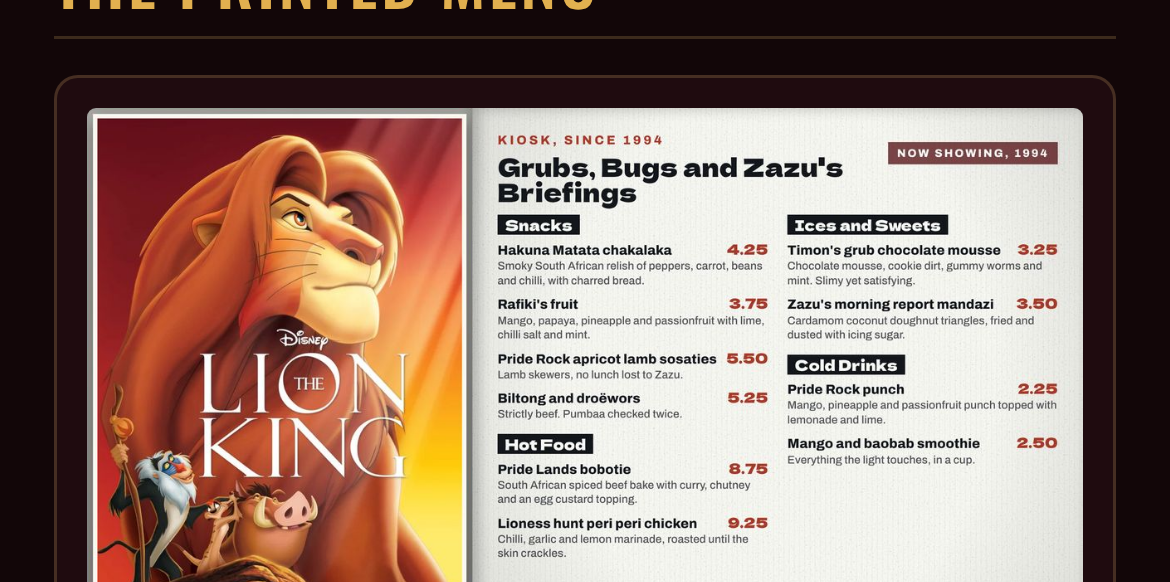 THE PRINTED MENU
DISNEY
THE
LION
KING
KIOSK, SINCE 1994
NOW SHOWING, 1994
Grubs, Bugs and Zazu's
Briefings
Snacks
Hakuna Matata chakalaka 4.25
Smoky South African relish of peppers, carrot, beans
and chilli, with charred bread.
Rafiki's fruit 3.75
Mango, papaya, pineapple and passionfruit with lime,
chilli salt and mint.
Pride Rock apricot lamb sosaties 5.50
Lamb skewers, no lunch lost to Zazu.
Biltong and droëwors 5.25
Strictly beef. Pumbaa checked twice.
Hot Food
Pride Lands bobotie 8.75
South African spiced beef bake with curry, chutney
and an egg custard topping.
Lioness hunt peri peri chicken 9.25
Chilli, garlic and lemon marinade, roasted until the
skin crackles.
Ices and Sweets
Timon's grub chocolate mousse 3.25
Chocolate mousse, cookie dirt, gummy worms and
mint. Slimy yet satisfying.
Zazu's morning report mandazi 3.50
Cardamom coconut doughnut triangles, fried and
dusted with icing sugar.
Cold Drinks
Pride Rock punch 2.25
Mango, pineapple and passionfruit punch topped with
lemonade and lime.
Mango and baobab smoothie 2.50
Everything the light touches, in a cup.